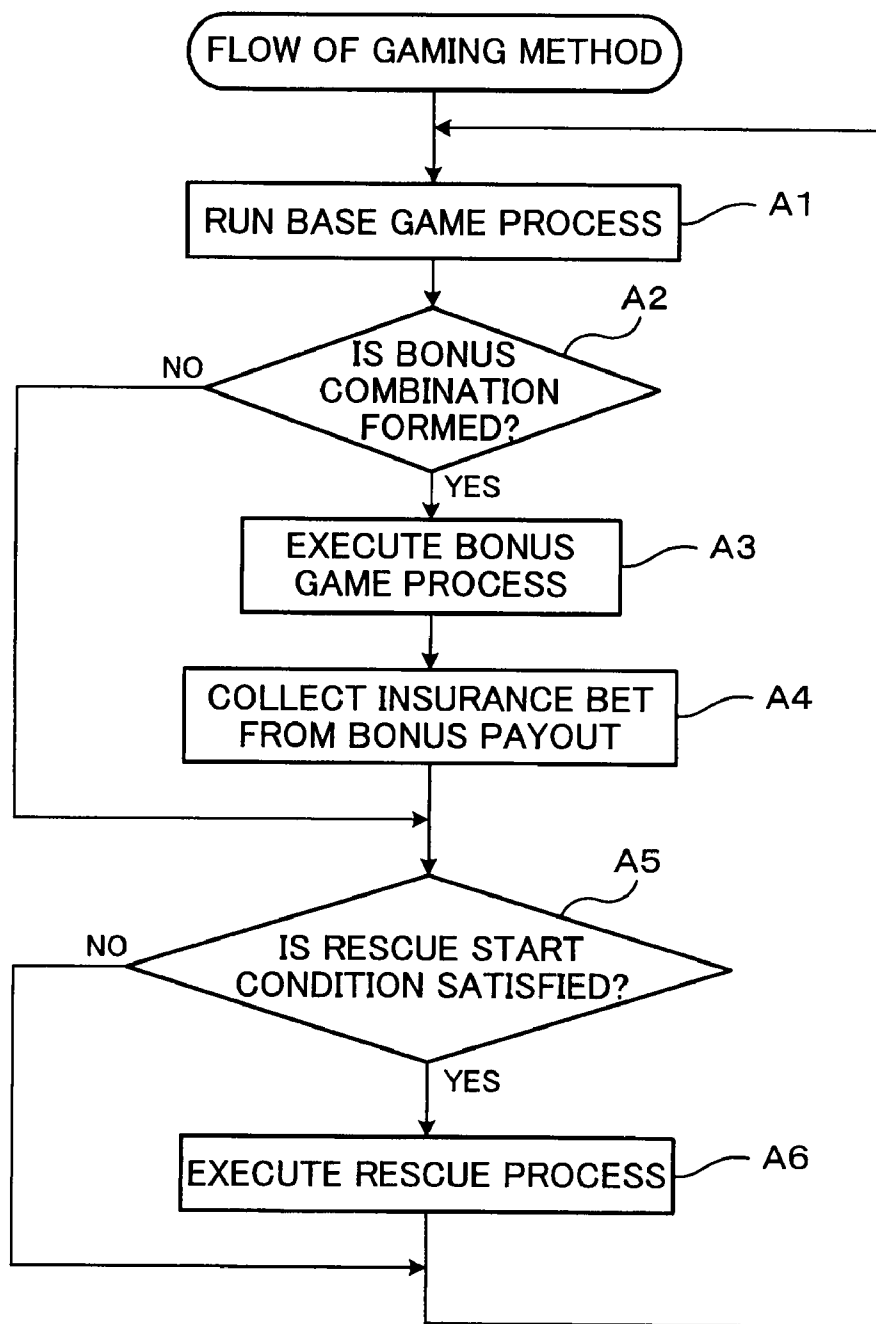 FLOW OF GAMING METHOD
RUN BASE GAME PROCESS
A1
A2
IS BONUS
COMBINATION
FORMED?
NO
YES
EXECUTE BONUS
GAME PROCESS
A3
COLLECT INSURANCE BET
FROM BONUS PAYOUT
A4
A5
IS RESCUE START
CONDITION SATISFIED?
NO
YES
EXECUTE RESCUE PROCESS
A6